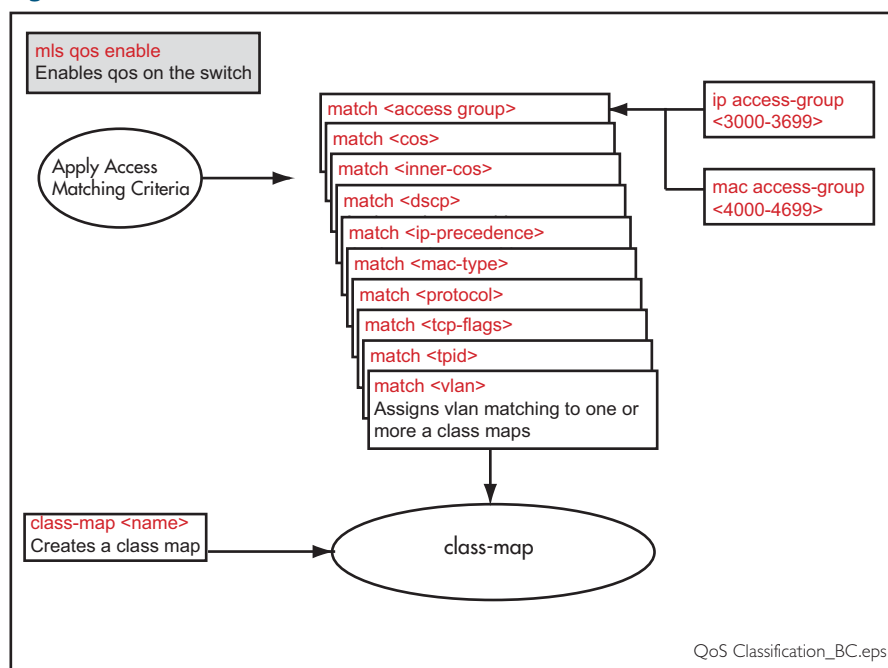 mls qos enable
Enables qos on the switch
Apply Access
Matching Criteria
match <access group>
match <cos>
match <inner-cos>
match <dscp>
match <ip-precedence>
match <mac-type>
match <protocol>
match <tcp-flags>
match <tpid>
match <vlan>
Assigns vlan matching to one or
more a class maps
ip access-group
<3000-3699>
mac access-group
<4000-4699>
class-map <name>
Creates a class map
class-map
QoS Classification_BC.eps